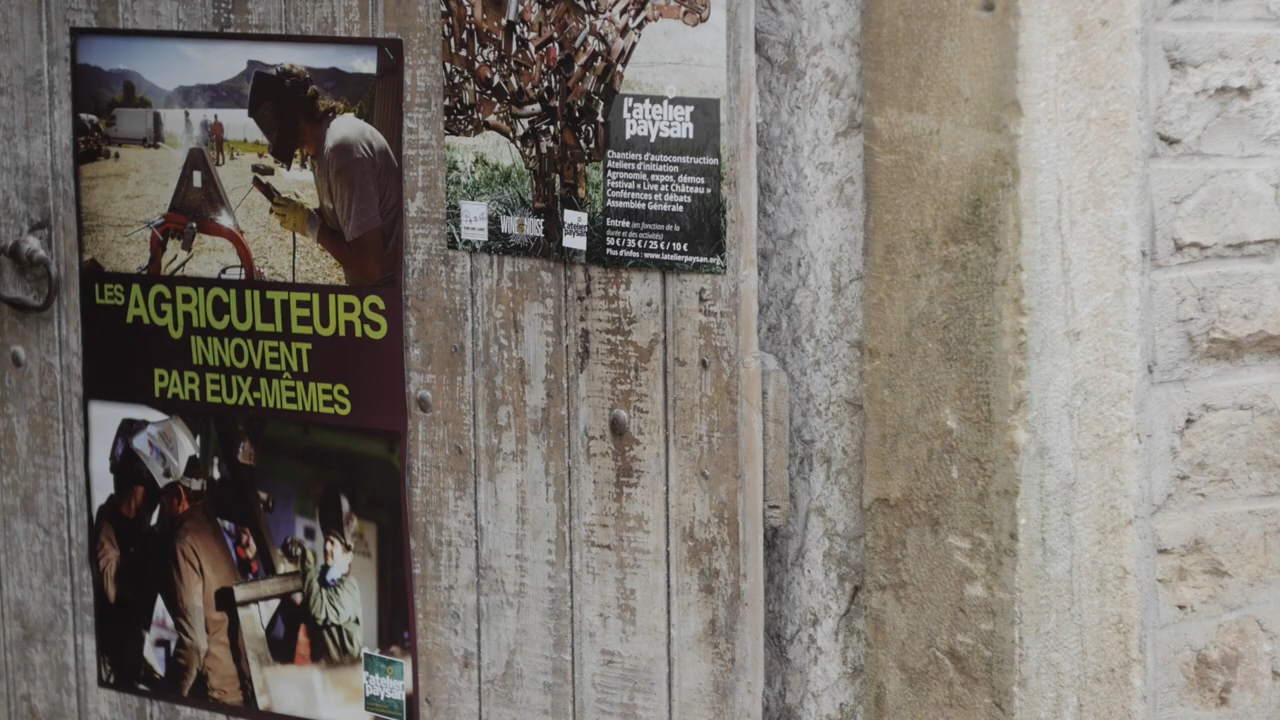 LES AGRICULTEURS
INNOVENT
PAR EUX-MÊMES
l'atelier
paysan
L'atelier
paysan
Chantiers d'autoconstruction
Ateliers d'initiation
Agronomie, expos, démos
Festival « Live at Château »
Conférences et débats
Assemblée Générale
Entrée (en fonction de la
durée et des activités)
50 € / 35 € / 25 € / 10 €
Plus d'infos : www.latelierpaysan.org
l'atelier
paysan